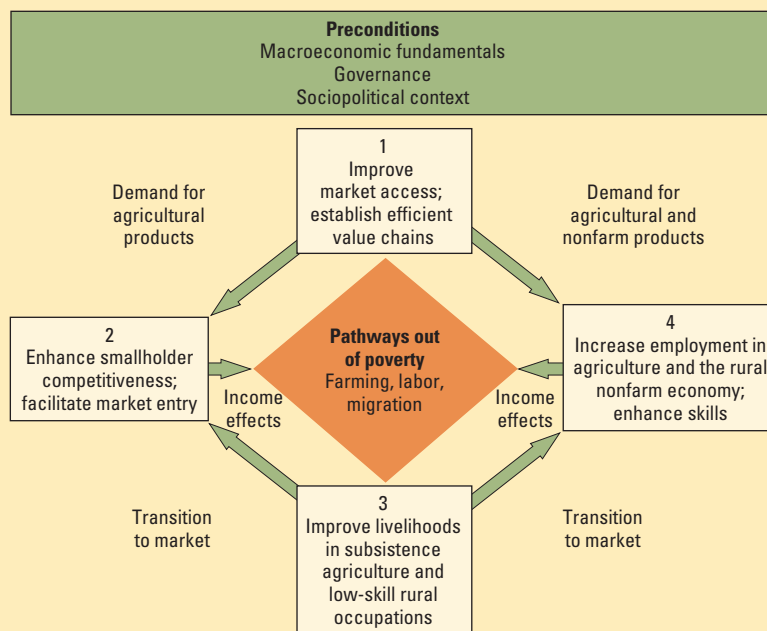 Preconditions
Macroeconomic fundamentals
Governance
Sociopolitical context
1
Improve
market access;
establish efficient
value chains
Demand for
agricultural
products
Demand for
agricultural and
nonfarm products
2
Enhance smallholder
competitiveness;
facilitate market entry
Pathways out
of poverty
Farming, labor,
migration
4
Increase employment in
agriculture and the rural
nonfarm economy;
enhance skills
Income
effects
Income
effects
Transition
to market
3
Improve livelihoods
in subsistence
agriculture and
low-skill rural
occupations
Transition
to market